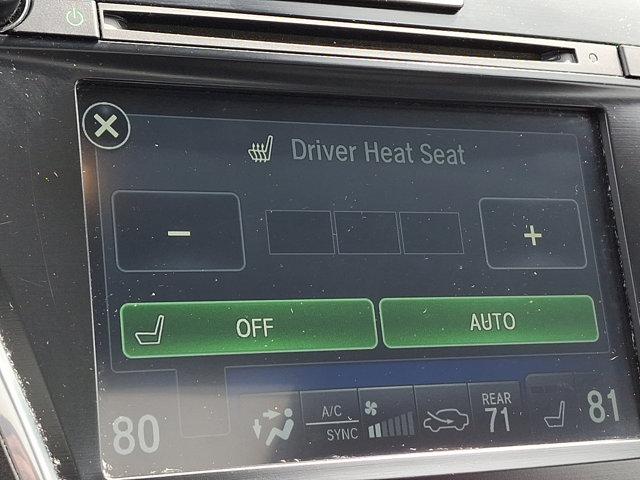 Driver Heat Seat
- +
OFF AUTO
80 A/C SYNC REAR 71 81